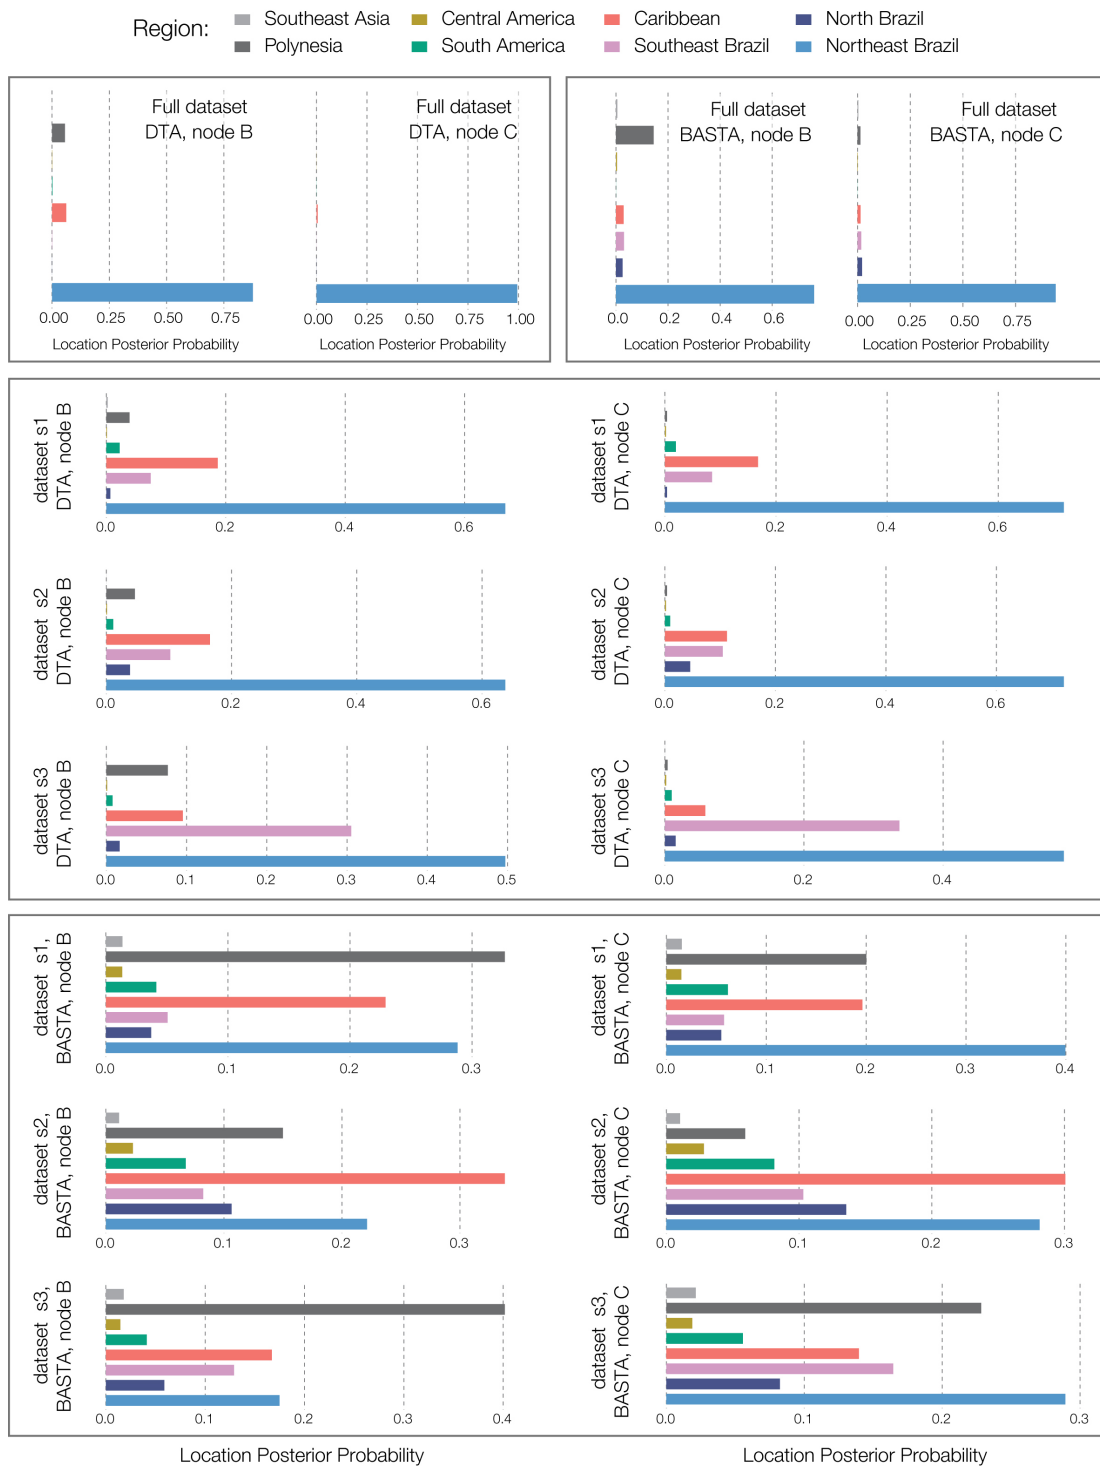 Region:
Southeast Asia
Central America
Caribbean
North Brazil
Polynesia
South America
Southeast Brazil
Northeast Brazil
Full dataset
DTA, node B
0.00 0.25 0.50 0.75
Location Posterior Probability
Full dataset
DTA, node C
0.00 0.25 0.50 0.75 1.00
Location Posterior Probability
Full dataset
BASTA, node B
0.0 0.2 0.4 0.6
Location Posterior Probability
Full dataset
BASTA, node C
0.00 0.25 0.50 0.75
Location Posterior Probability
dataset s1
DTA, node B
0.0 0.2 0.4 0.6
dataset s1
DTA, node C
0.0 0.2 0.4 0.6
dataset s2
DTA, node B
0.0 0.2 0.4 0.6
dataset s2
DTA, node C
0.0 0.2 0.4 0.6
dataset s3
DTA, node B
0.0 0.1 0.2 0.3 0.4 0.5
dataset s3
DTA, node C
0.0 0.2 0.4
dataset s1,
BASTA, node B
0.0 0.1 0.2 0.3
dataset s1,
BASTA, node C
0.0 0.1 0.2 0.3 0.4
dataset s2,
BASTA, node B
0.0 0.1 0.2 0.3
dataset s2,
BASTA, node C
0.0 0.1 0.2 0.3
dataset s3,
BASTA, node B
0.0 0.1 0.2 0.3 0.4
dataset s3,
BASTA, node C
0.0 0.1 0.2 0.3
Location Posterior Probability
Location Posterior Probability